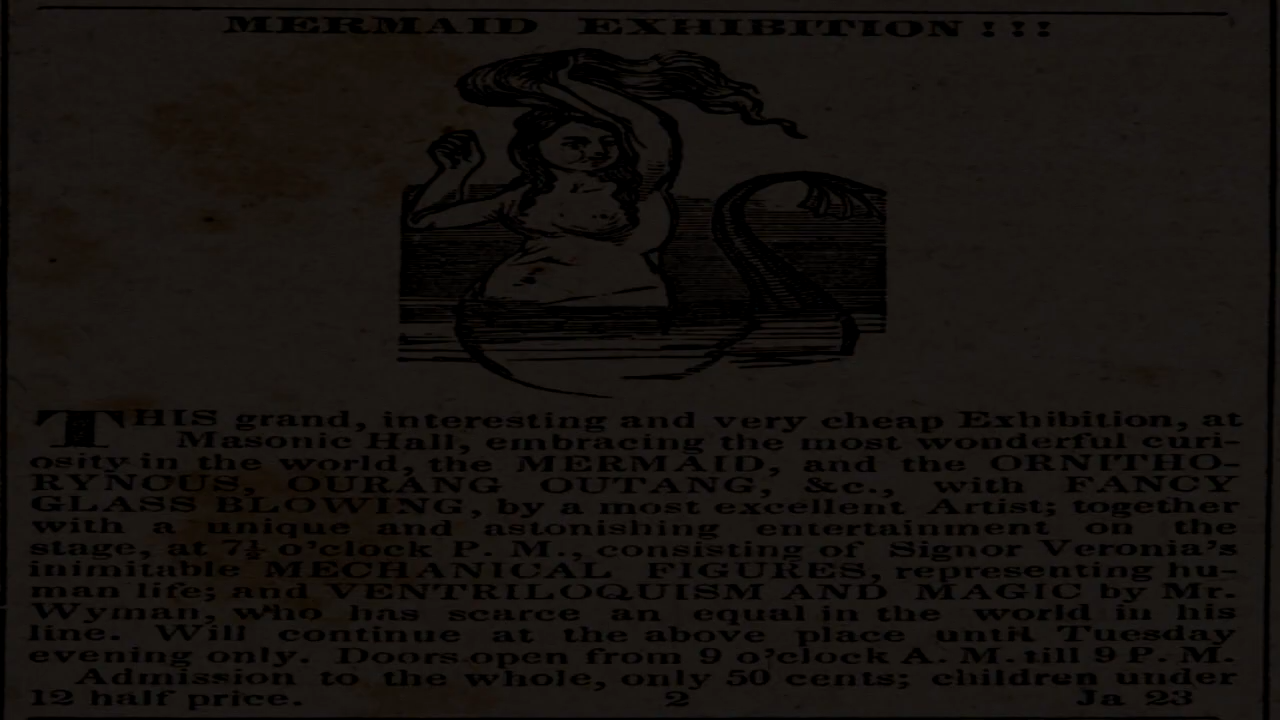 MERMAID EXHIBITION!!!
THIS grand, interesting and very cheap Exhibition, at
Masonic Hall, embracing the most wonderful curi-
osity in the world, the MERMAID, and the ORNITHO-
RYNOUS, OURANG OUTANG, &c., with FANCY
GLASS BLOWING, by a most excellent Artist; together
with a unique and astonishing entertainment on the
stage, at 7½ o'clock P. M., consisting of Signor Veronia's
inimitable MECHANICAL FIGURES, representing hu-
man life; and VENTRILOQUISM AND MAGIC by Mr.
Wyman, who has scarce an equal in the world in his
line. Will continue at the above place until Tuesday
evening only. Doors open from 9 o'clock A. M. till 9 P. M.
Admission to the whole, only 50 cents; children under
12 half price. 2 Ja 23